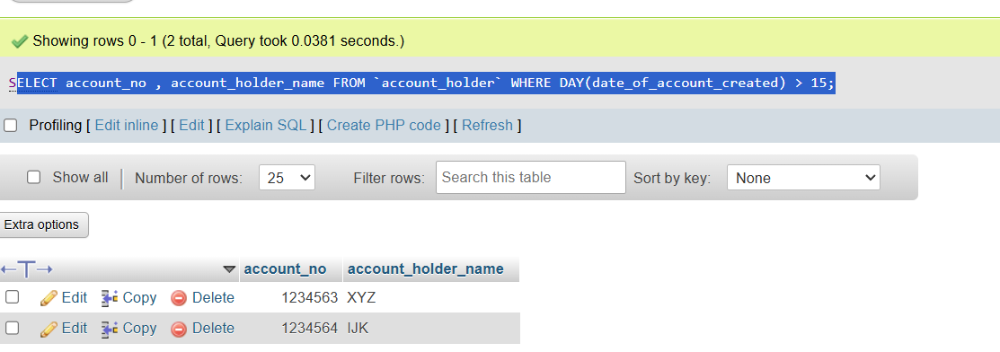 Showing rows 0 - 1 (2 total, Query took 0.0381 seconds.)
SELECT account_no , account_holder_name FROM `account_holder` WHERE DAY(date_of_account_created) > 15;
Profiling [ Edit inline ] [ Edit ] [ Explain SQL ] [ Create PHP code ] [ Refresh ]
Show all | Number of rows: 25 Filter rows: Search this table Sort by key: None
Extra options
←T→ account_no account_holder_name
Edit Copy Delete 1234563 XYZ
Edit Copy Delete 1234564 IJK